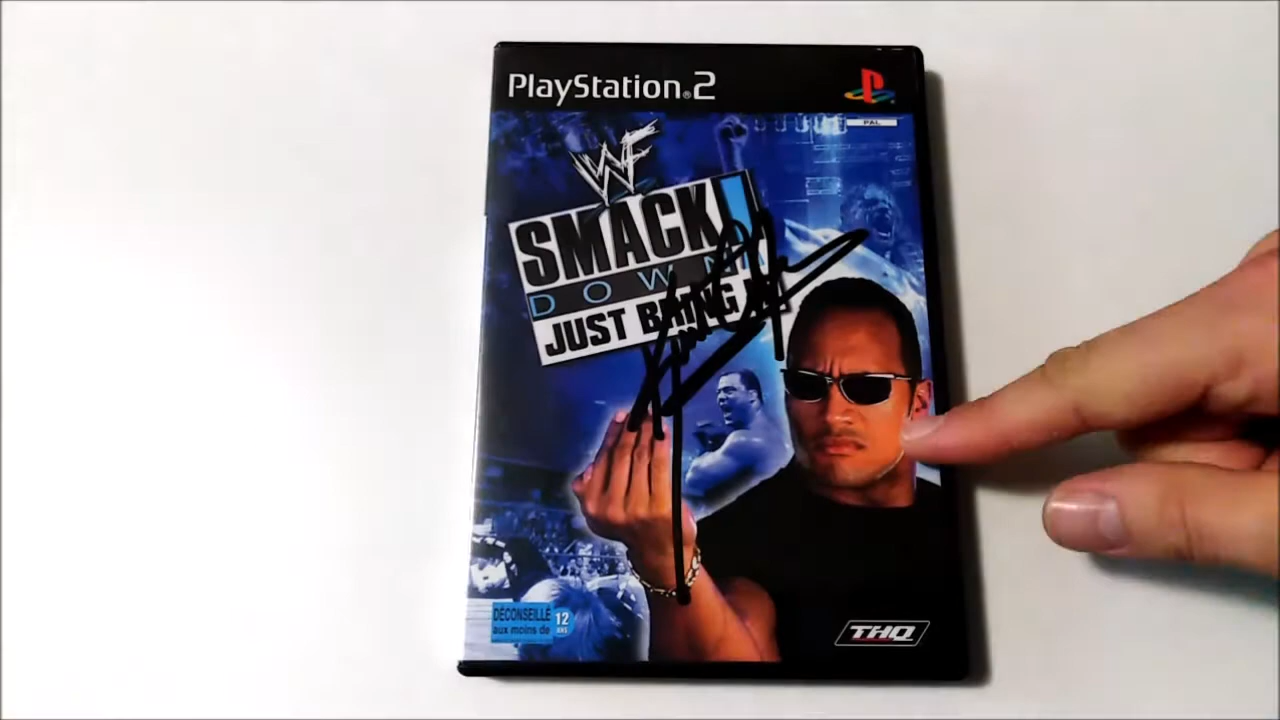 PlayStation®2
PAL
WF
SMACK
DOWN
JUST BRING
DÉCONSEILLÉ
aux moins de 12
ANS
THQ